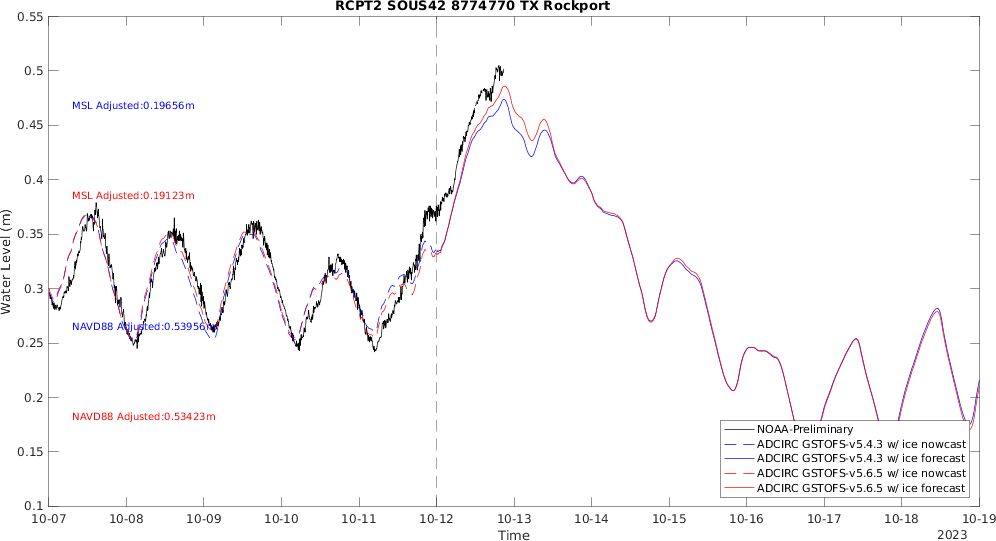 RCPT2 SOUS42 8774770 TX Rockport
0.55
0.5
0.45
0.4
0.35
0.3
0.25
0.2
0.15
0.1
Water Level (m)
MSL Adjusted:0.19656m
MSL Adjusted:0.19123m
NAVD88 Adjusted:0.53956m
NAVD88 Adjusted:0.53423m
NOAA-Preliminary
ADCIRC GSTOFS-v5.4.3 w/ ice nowcast
ADCIRC GSTOFS-v5.4.3 w/ ice forecast
ADCIRC GSTOFS-v5.6.5 w/ ice nowcast
ADCIRC GSTOFS-v5.6.5 w/ ice forecast
10-07 10-08 10-09 10-10 10-11 10-12 10-13 10-14 10-15 10-16 10-17 10-18 10-19
Time
2023